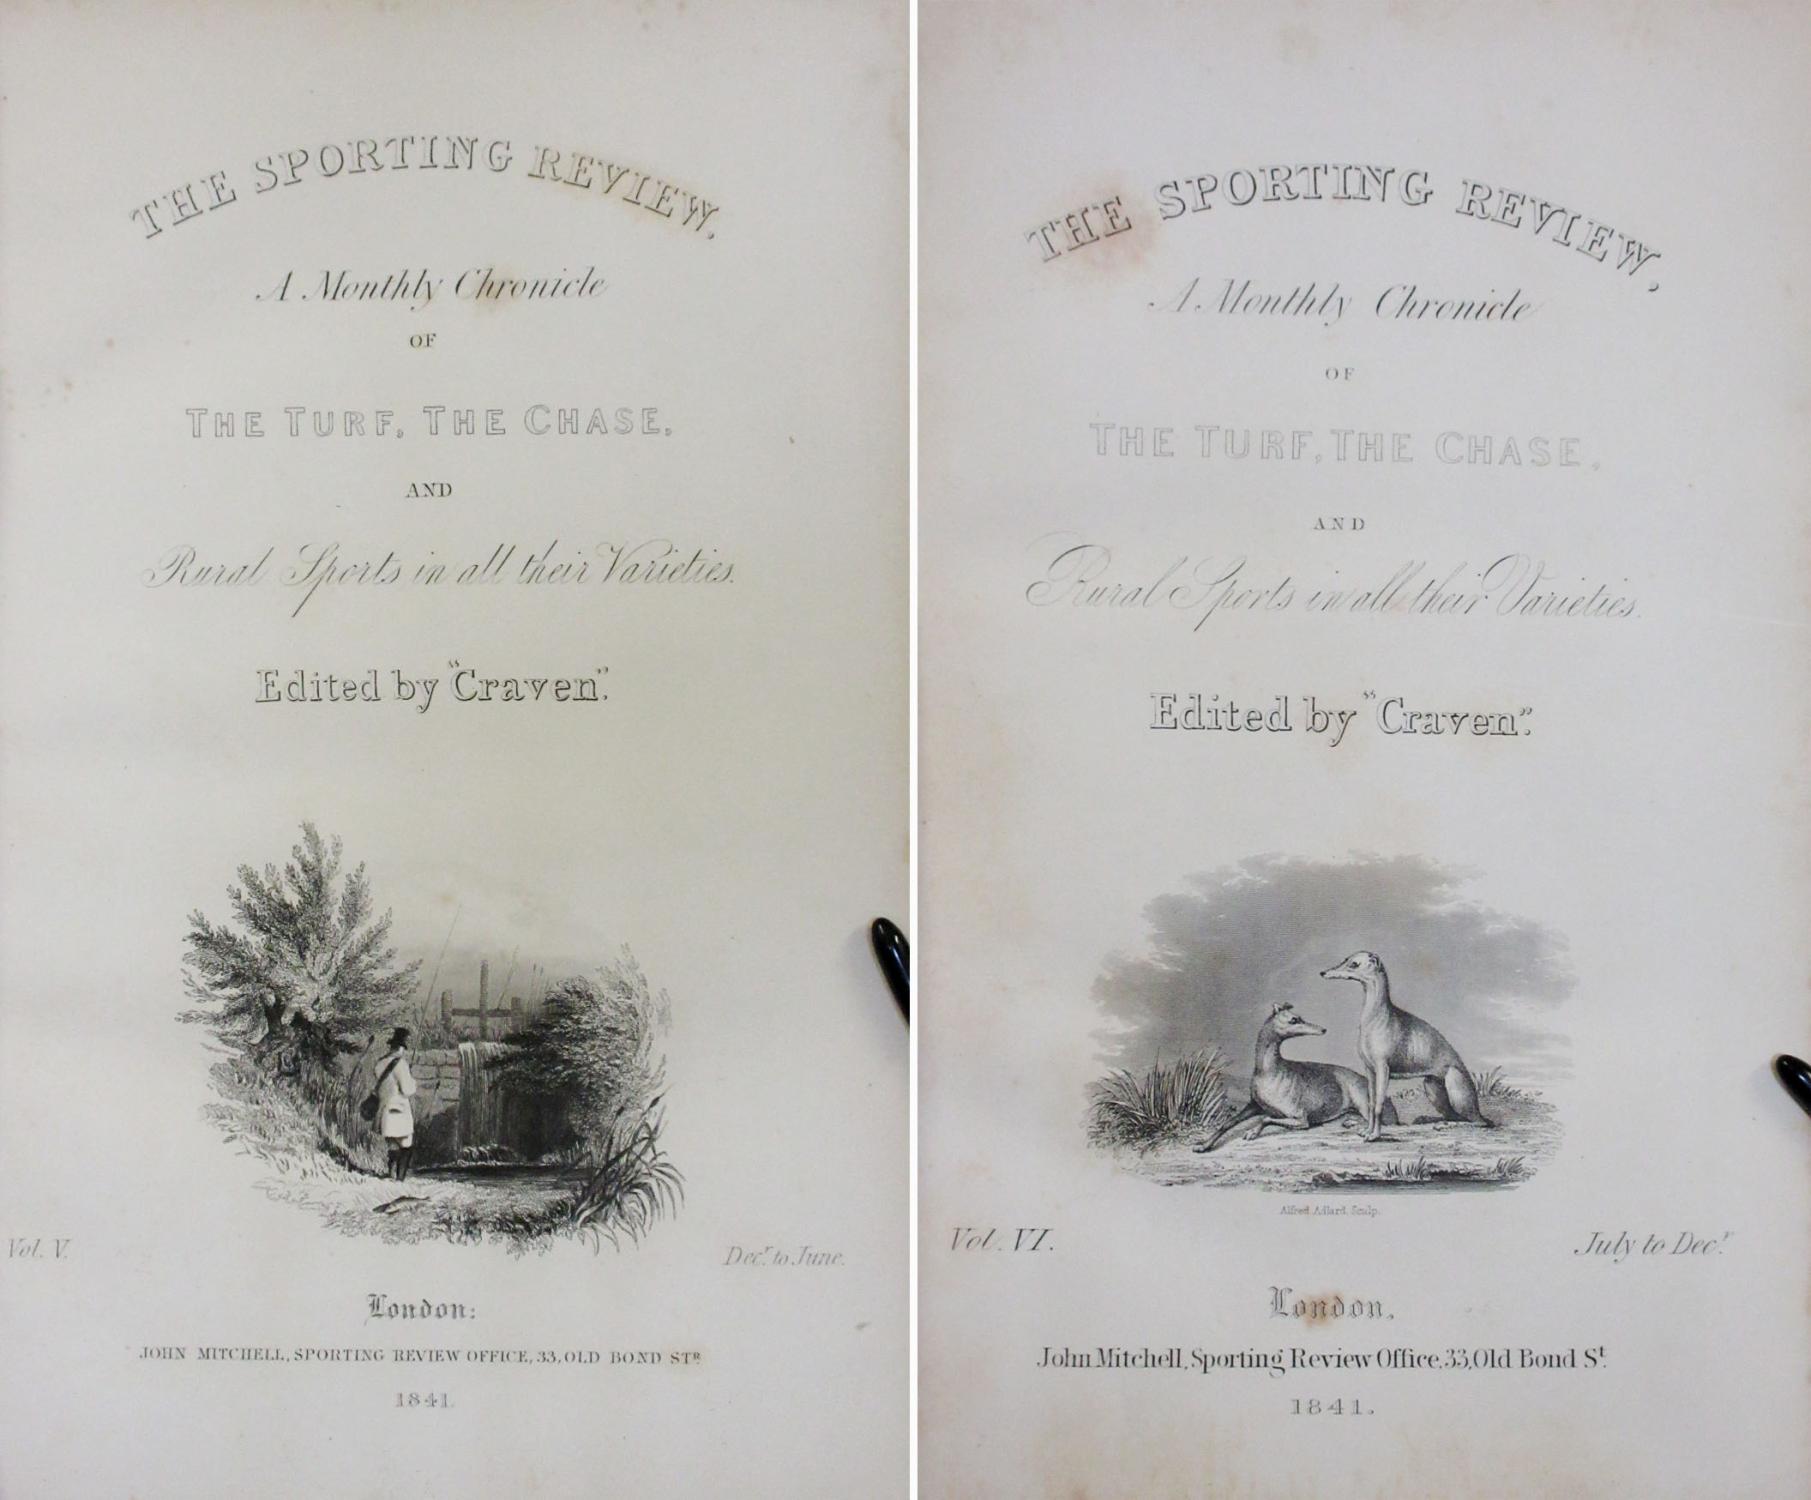 THE SPORTING REVIEW.
A Monthly Chronicle
OF
THE TURF, THE CHASE,
AND
Rural Sports in all their Varieties.
Edited by "Craven".
Vol. V.
Decr. to June.
London:
JOHN MITCHELL, SPORTING REVIEW OFFICE, 33, OLD BOND STR
1841.
THE SPORTING REVIEW.
A Monthly Chronicle
OF
THE TURF, THE CHASE,
AND
Rural Sports in all their Varieties.
Edited by "Craven".
Alfred Adlard, Sculp.
Vol. VI.
July to Decr.
London,
John Mitchell, Sporting Review Office, 33, Old Bond St.
1841.